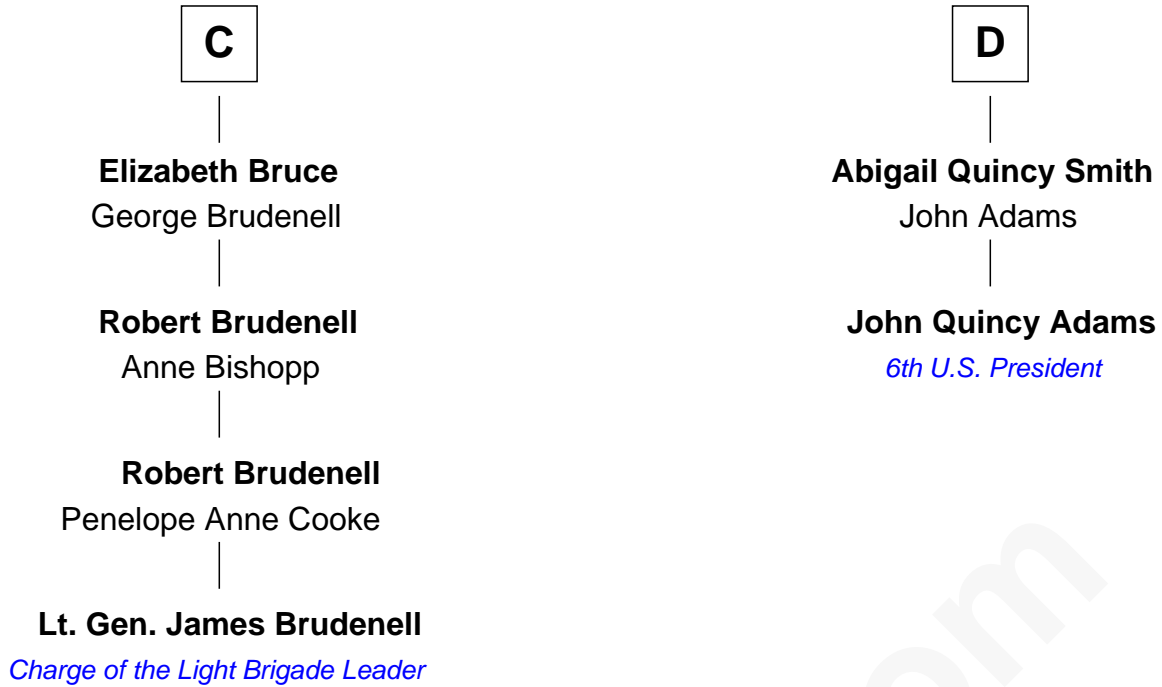 C
Elizabeth Bruce
George Brudenell
Robert Brudenell
Anne Bishopp
Robert Brudenell
Penelope Anne Cooke
Lt. Gen. James Brudenell
Charge of the Light Brigade Leader
D
Abigail Quincy Smith
John Adams
John Quincy Adams
6th U.S. President
om